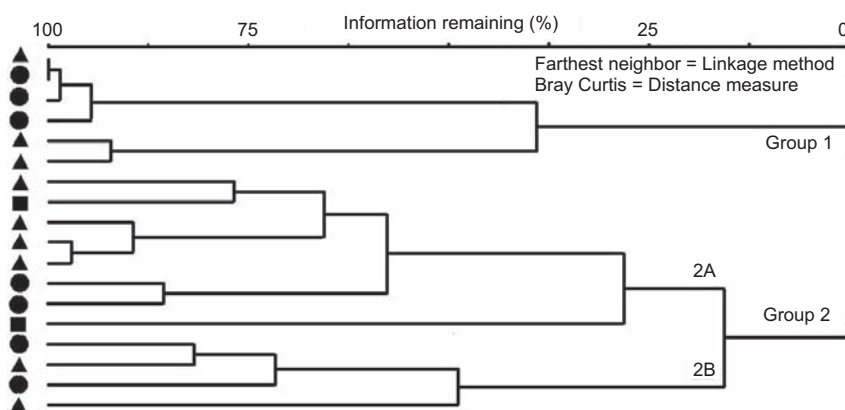 Information remaining (%)
100 75 25 0
Farthest neighbor = Linkage method
Bray Curtis = Distance measure
Group 1
2A
Group 2
2B